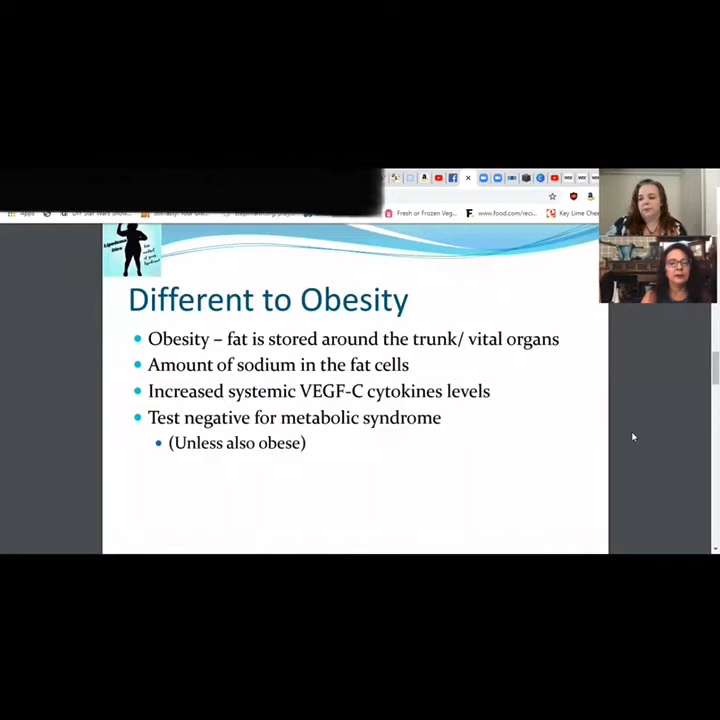 Apps
Fresh or Frozen Veg...
www.food.com/reci...
Key Lime Chee
Lipedema
Different to Obesity
Obesity – fat is stored around the trunk/ vital organs
Amount of sodium in the fat cells
Increased systemic VEGF-C cytokines levels
Test negative for metabolic syndrome
(Unless also obese)